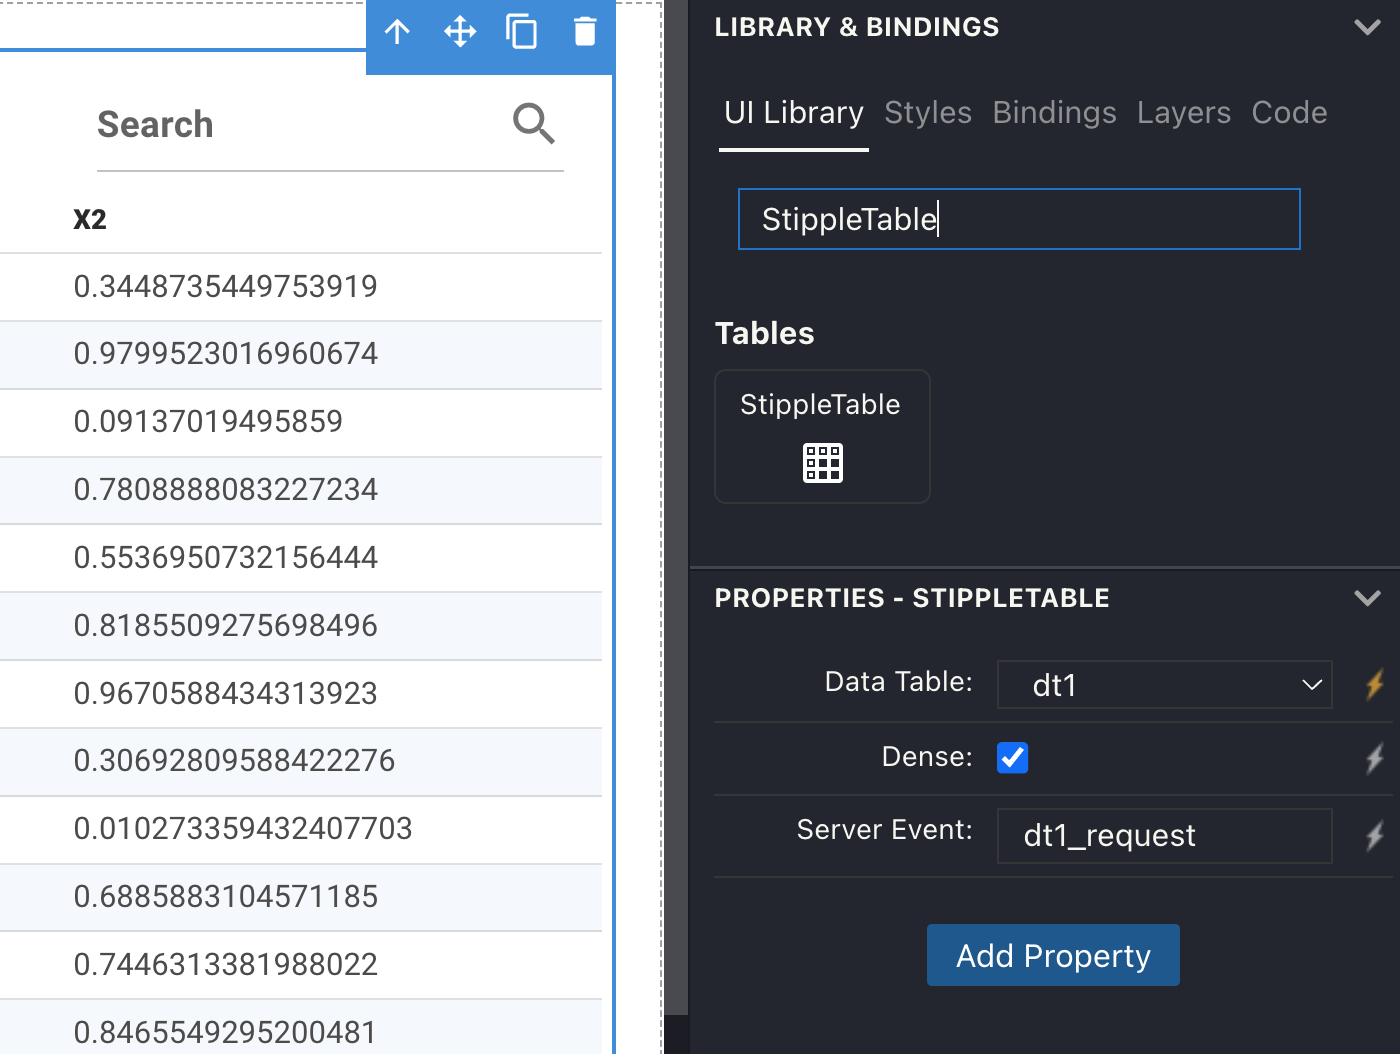 Search
X2
0.3448735449753919
0.9799523016960674
0.09137019495859
0.7808888083227234
0.5536950732156444
0.8185509275698496
0.9670588434313923
0.30692809588422276
0.010273359432407703
0.6885883104571185
0.7446313381988022
0.8465549295200481
LIBRARY & BINDINGS
UI Library Styles Bindings Layers Code
StippleTable
Tables
StippleTable
PROPERTIES - STIPPLETABLE
Data Table: dt1
Dense:
Server Event: dt1_request
Add Property